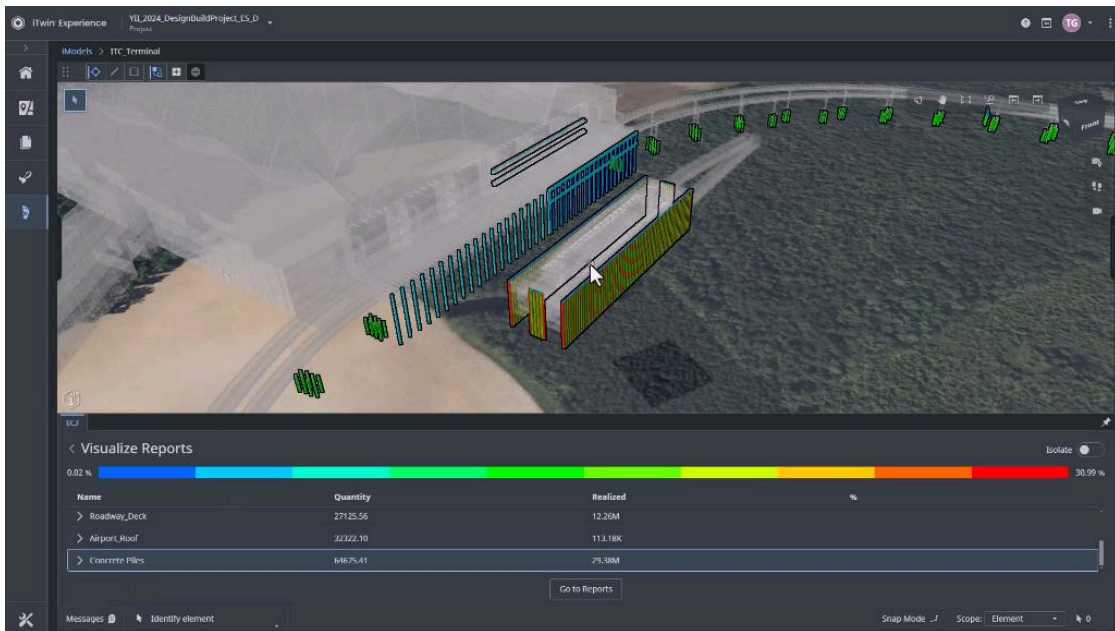 iTwin Experience
YII_2024_DesignBuildProject_ES_D
Project
TG
iModels > ITC_Terminal
Front
EC3
< Visualize Reports
Isolate
0.02 %
30.99 %
Name Quantity Realized %
> Roadway_Deck 27125.56 12.26M
> Airport_Roof 32322.10 113.18K
> Concrete Piles 64675.41 29.38M
Go to Reports
Messages Identify element Snap Mode Scope: Element 0